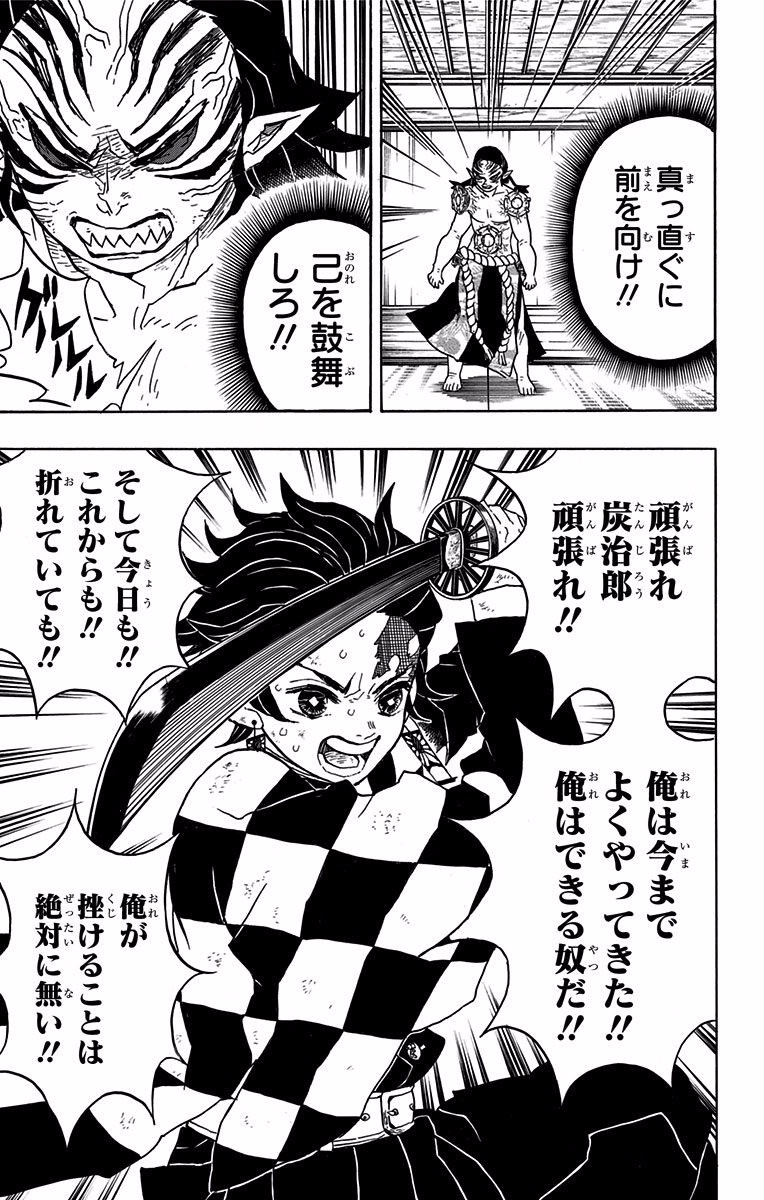 真っ直ぐに
前を向け!!
己を鼓舞
しろ!!
グルルルル
頑張れ
炭治郎
頑張れ!!
俺は今まで
よくやってきた!!
俺はできる奴だ!!
そして今日も!!
これからも!!
折れていても!!
俺が
挫けることは
絶対に無い!!